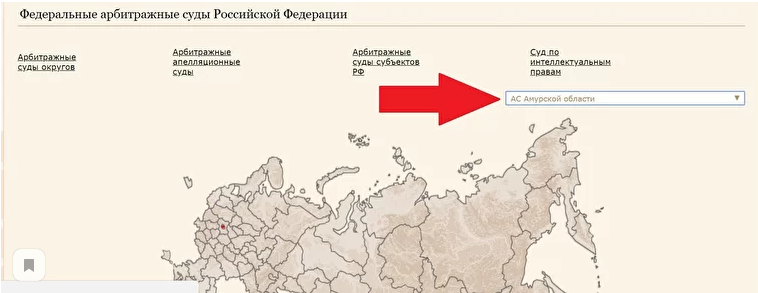 Федеральные арбитражные суды Российской Федерации
Арбитражные
суды округов
Арбитражные
апелляционные
суды
Арбитражные
суды субъектов
РФ
Суд по
интеллектуальным
правам
АС Амурской области